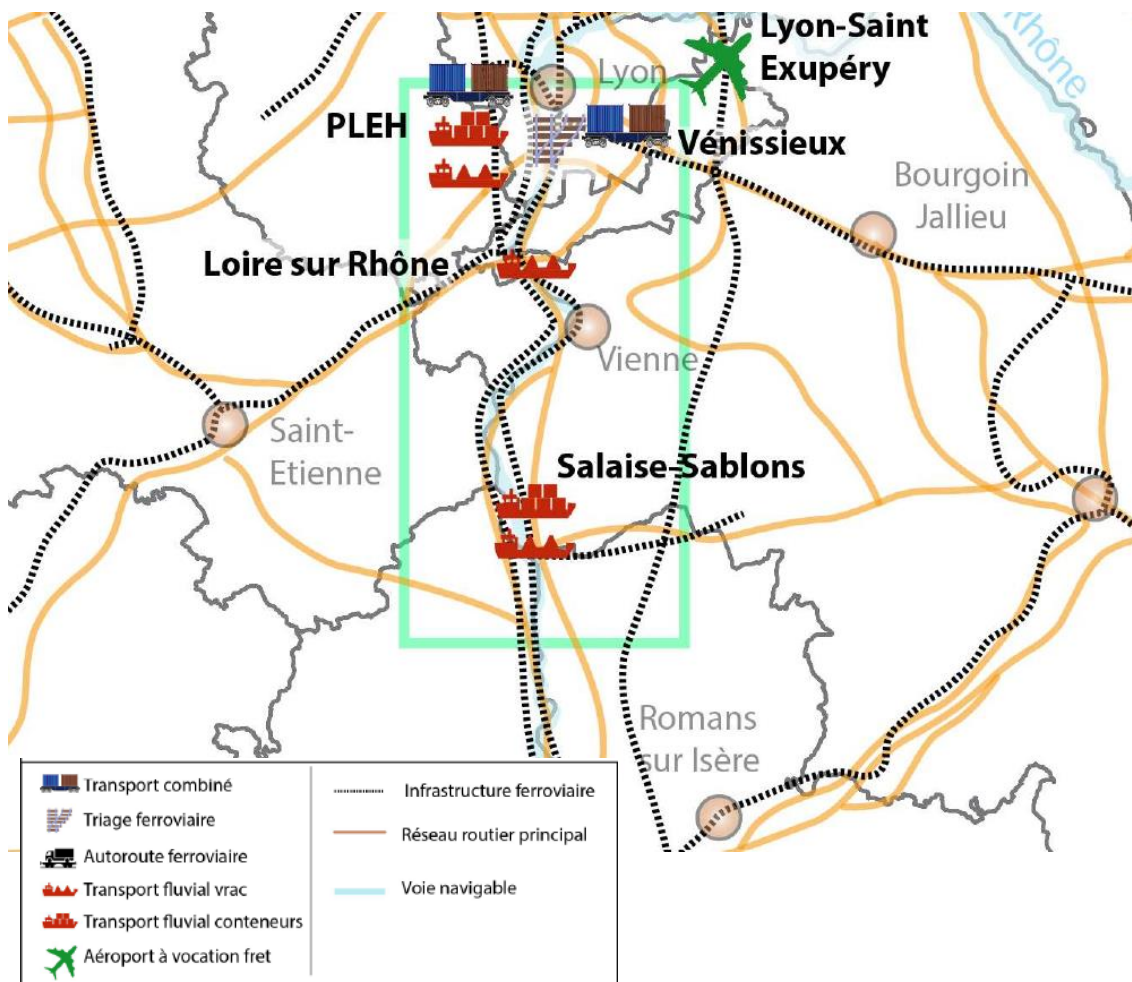 Rhône
Lyon-Saint
Exupéry
Lyon
PLEH
Vénissieux
Bourgoin
Jallieu
Loire sur Rhône
Vienne
Saint-
Etienne
Salaise-Sablons
Romans
sur Isère
Transport combiné
Triage ferroviaire
Autoroute ferroviaire
Transport fluvial vrac
Transport fluvial conteneurs
Aéroport à vocation fret
Infrastructure ferroviaire
Réseau routier principal
Voie navigable